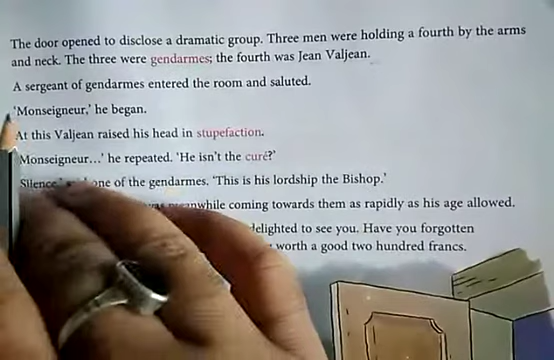 The door opened to disclose a dramatic group. Three men were holding a fourth by the arms
and neck. The three were gendarmes; the fourth was Jean Valjean.
A sergeant of gendarmes entered the room and saluted.
'Monseigneur,' he began.
At this Valjean raised his head in stupefaction.
Monseigneur...' he repeated. 'He isn't the curé?'
Silence one of the gendarmes. 'This is his lordship the Bishop.'
meanwhile coming towards them as rapidly as his age allowed.
delighted to see you. Have you forgotten
worth a good two hundred francs.